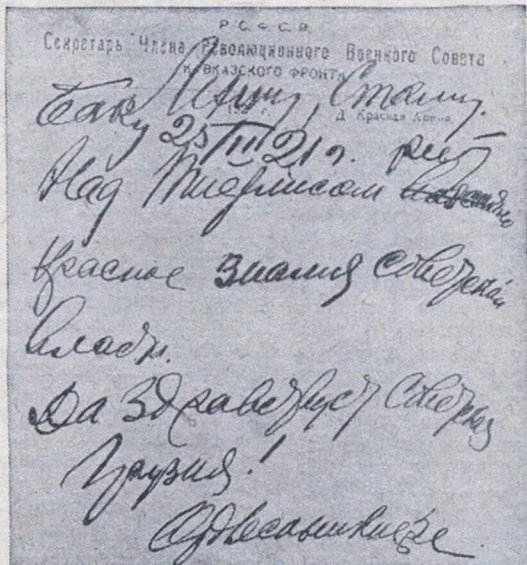 Р.С.Ф.С.Р.
Секретарь Члена Революционного Военного Совета
КАВКАЗСКОГО ФРОНТА
Ленину, Сталину.
Баку 25 21 г. реет
Над Тифлисом
Красное знамя Советской
власти.
Да Здравствует Советская
Грузия!
Орджоникидзе